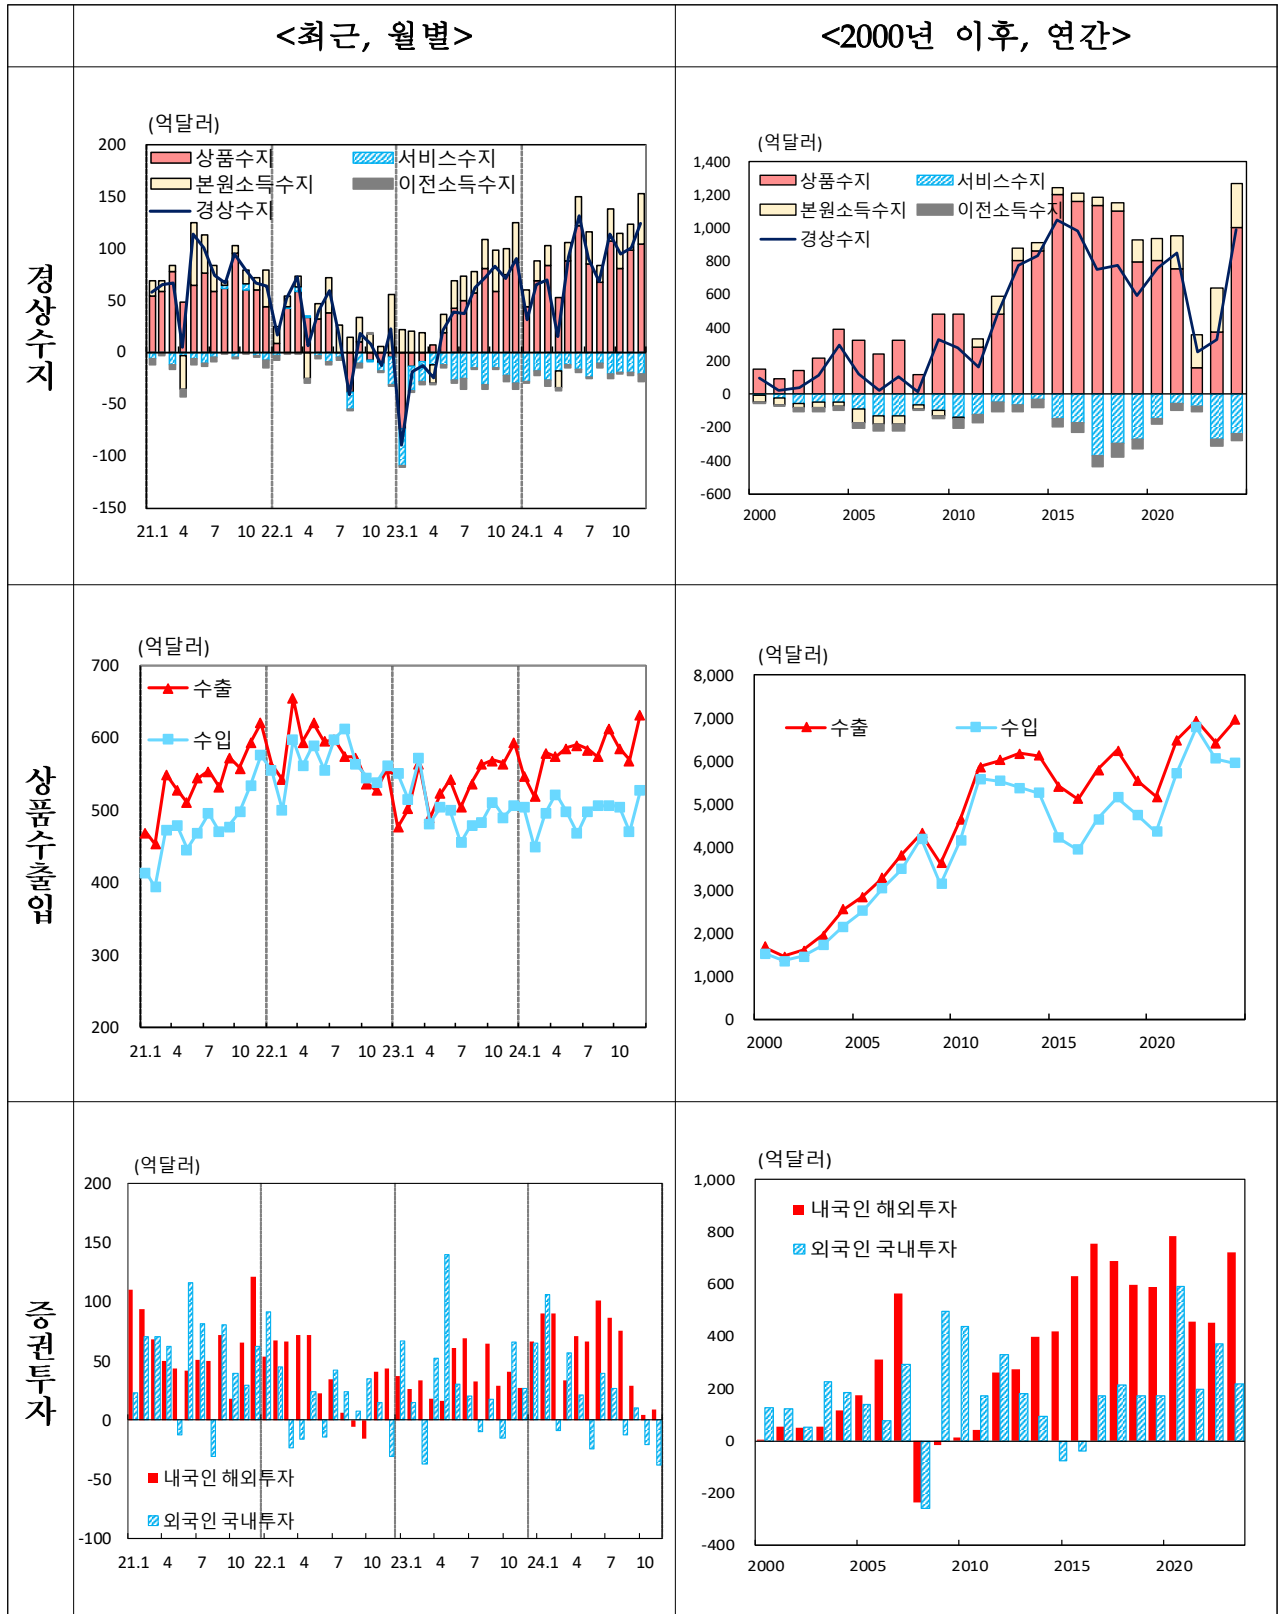 <최근, 월별>
<2000년 이후, 연간>
경상수지
(억달러)
200
150
100
50
0
-50
-100
-150
상품수지
서비스수지
본원소득수지
이전소득수지
경상수지
21.1 4 7 10 22.1 4 7 10 23.1 4 7 10 24.1 4 7 10
(억달러)
1,400
1,200
1,000
800
600
400
200
0
-200
-400
-600
상품수지
서비스수지
본원소득수지
이전소득수지
경상수지
2000 2005 2010 2015 2020
상품수출입
(억달러)
700
600
500
400
300
200
수출
수입
21.1 4 7 10 22.1 4 7 10 23.1 4 7 10 24.1 4 7 10
(억달러)
8,000
7,000
6,000
5,000
4,000
3,000
2,000
1,000
0
수출
수입
2000 2005 2010 2015 2020
증권투자
(억달러)
200
150
100
50
0
-50
-100
내국인 해외투자
외국인 국내투자
21.1 4 7 10 22.1 4 7 10 23.1 4 7 10 24.1 4 7 10
(억달러)
1,000
800
600
400
200
0
-200
-400
내국인 해외투자
외국인 국내투자
2000 2005 2010 2015 2020